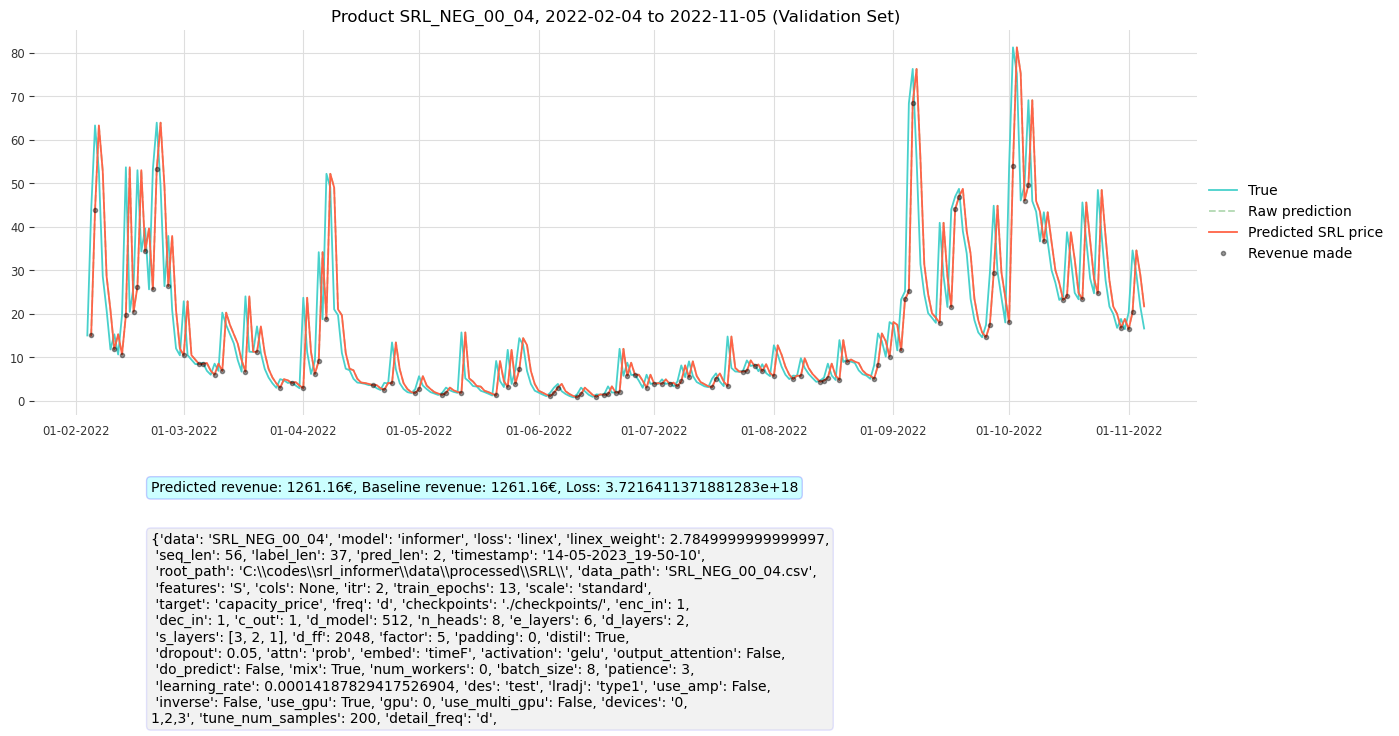 Product SRL_NEG_00_04, 2022-02-04 to 2022-11-05 (Validation Set)
80
70
60
50
40
30
20
10
0
01-02-2022 01-03-2022 01-04-2022 01-05-2022 01-06-2022 01-07-2022 01-08-2022 01-09-2022 01-10-2022 01-11-2022
True
Raw prediction
Predicted SRL price
Revenue made
Predicted revenue: 1261.16€, Baseline revenue: 1261.16€, Loss: 3.7216411371881283e+18
{'data': 'SRL_NEG_00_04', 'model': 'informer', 'loss': 'linex', 'linex_weight': 2.7849999999999997,
'seq_len': 56, 'label_len': 37, 'pred_len': 2, 'timestamp': '14-05-2023_19-50-10',
'root_path': 'C:\\codes\\srl_informer\\data\\processed\\SRL\\', 'data_path': 'SRL_NEG_00_04.csv',
'features': 'S', 'cols': None, 'itr': 2, 'train_epochs': 13, 'scale': 'standard',
'target': 'capacity_price', 'freq': 'd', 'checkpoints': './checkpoints/', 'enc_in': 1,
'dec_in': 1, 'c_out': 1, 'd_model': 512, 'n_heads': 8, 'e_layers': 6, 'd_layers': 2,
's_layers': [3, 2, 1], 'd_ff': 2048, 'factor': 5, 'padding': 0, 'distil': True,
'dropout': 0.05, 'attn': 'prob', 'embed': 'timeF', 'activation': 'gelu', 'output_attention': False,
'do_predict': False, 'mix': True, 'num_workers': 0, 'batch_size': 8, 'patience': 3,
'learning_rate': 0.00014187829417526904, 'des': 'test', 'lradj': 'type1', 'use_amp': False,
'inverse': False, 'use_gpu': True, 'gpu': 0, 'use_multi_gpu': False, 'devices': '0,
1,2,3', 'tune_num_samples': 200, 'detail_freq': 'd',